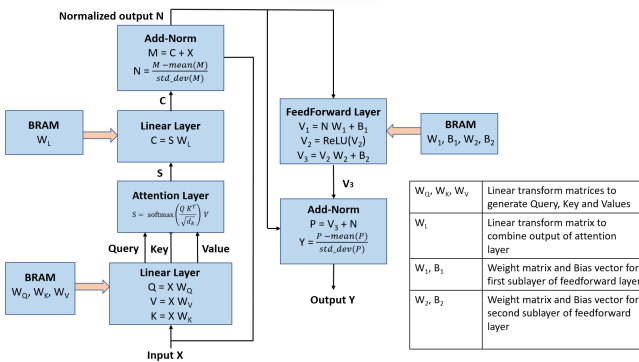 Normalized output N
Add-Norm
M = C + X
N = M −mean(M) / std_dev(M)
C
BRAM
W_L
Linear Layer
C = S W_L
S
Attention Layer
S = softmax(Q K^T / √d_k) V
Query Key Value
BRAM
W_Q, W_K, W_V
Linear Layer
Q = X W_Q
V = X W_V
K = X W_K
Input X
FeedForward Layer
V_1 = N W_1 + B_1
V_2 = ReLU(V_2)
V_3 = V_2 W_2 + B_2
BRAM
W_1, B_1, W_2, B_2
V_3
Add-Norm
P = V_3 + N
Y = P −mean(P) / std_dev(P)
Output Y
W_Q, W_K, W_V
Linear transform matrices to
generate Query, Key and Values
W_L
Linear transform matrix to
combine output of attention
layer
W_1, B_1
Weight matrix and Bias vector for
first sublayer of feedforward layer
W_2, B_2
Weight matrix and Bias vector for
second sublayer of feedforward
layer